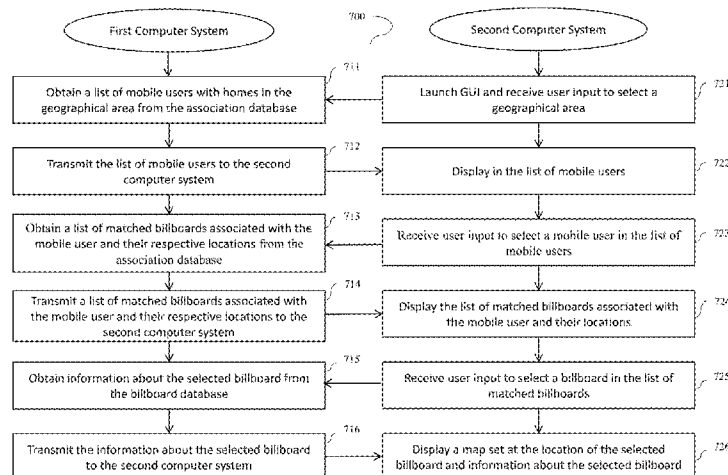 First Computer System
700
Second Computer System
711
Obtain a list of mobile users with homes in the
geographical area from the association database
721
Launch GUI and receive user input to select a
geographical area
712
Transmit the list of mobile users to the second
computer system
722
Display in the list of mobile users
713
Obtain a list of matched billboards associated with the
mobile user and their respective locations from the
association database
723
Receive user input to select a mobile user in the list of
mobile users
714
Transmit a list of matched billboards associated with
the mobile user and their respective locations to the
second computer system
724
Display the list of matched billboards associated with
the mobile user and their locations
715
Obtain information about the selected billboard from
the billboard database
725
Receive user input to select a billboard in the list of
matched billboards
716
Transmit the information about the selected billboard
to the second computer system
726
Display a map set at the location of the selected
billboard and information about the selected billboard